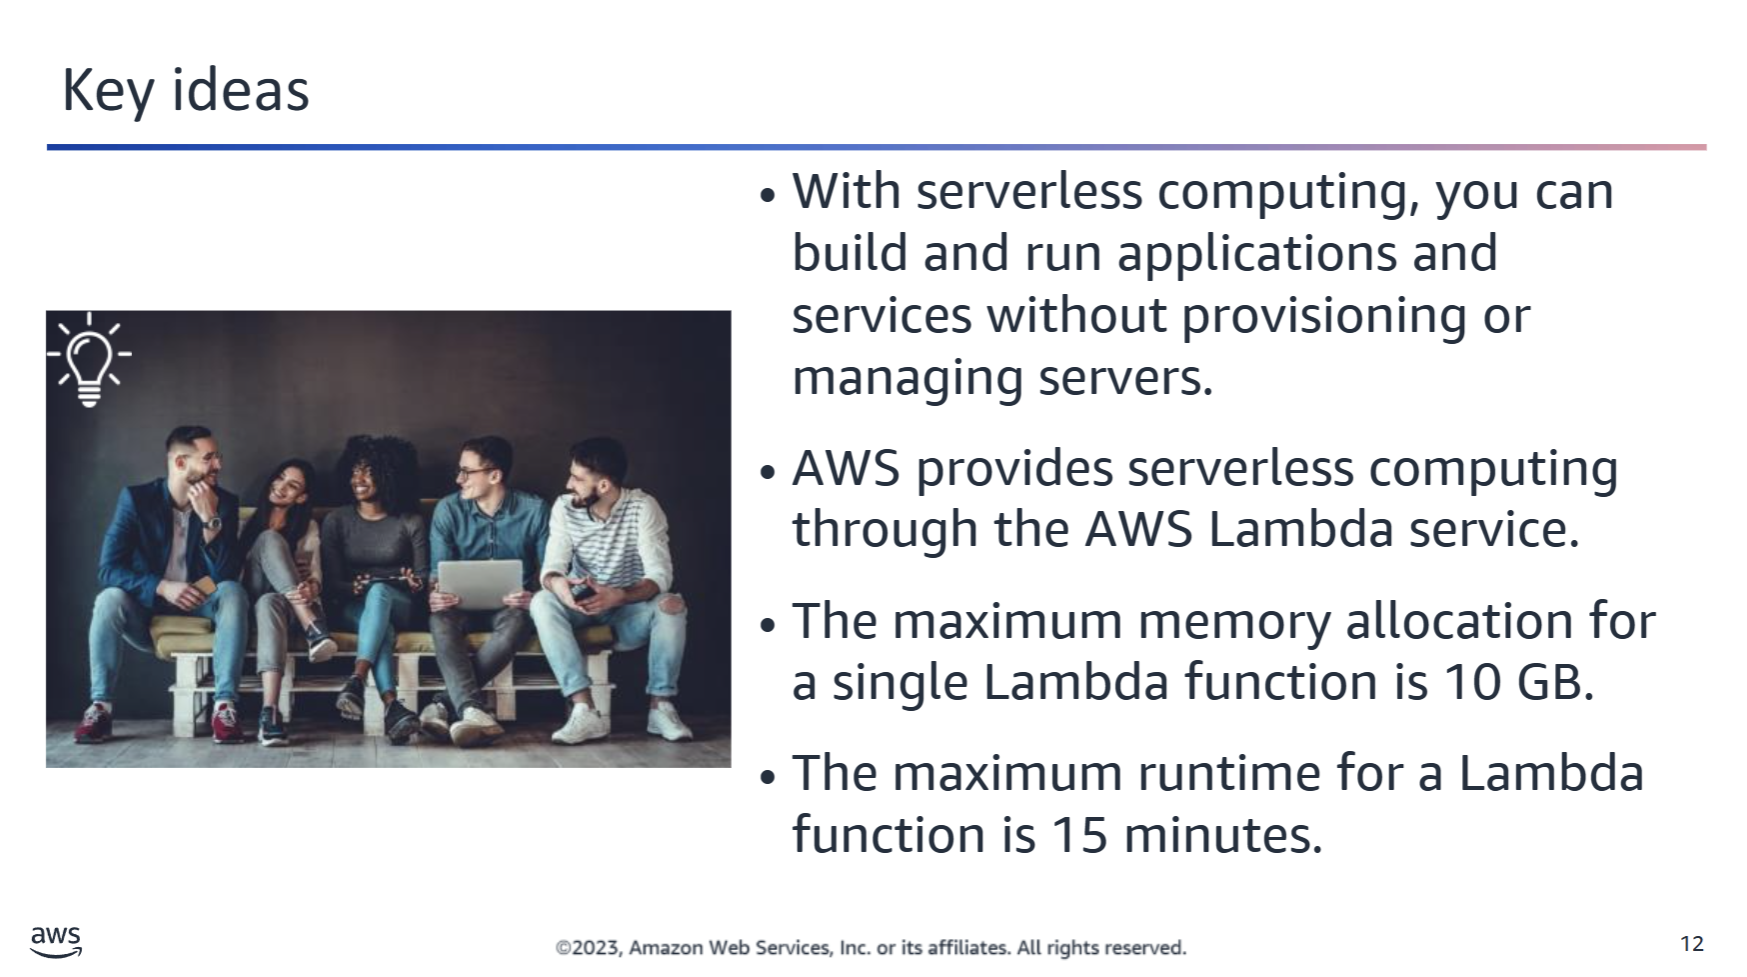 Key ideas
• With serverless computing, you can
build and run applications and
services without provisioning or
managing servers.
• AWS provides serverless computing
through the AWS Lambda service.
• The maximum memory allocation for
a single Lambda function is 10 GB.
• The maximum runtime for a Lambda
function is 15 minutes.
aws
©2023, Amazon Web Services, Inc. or its affiliates. All rights reserved.
12